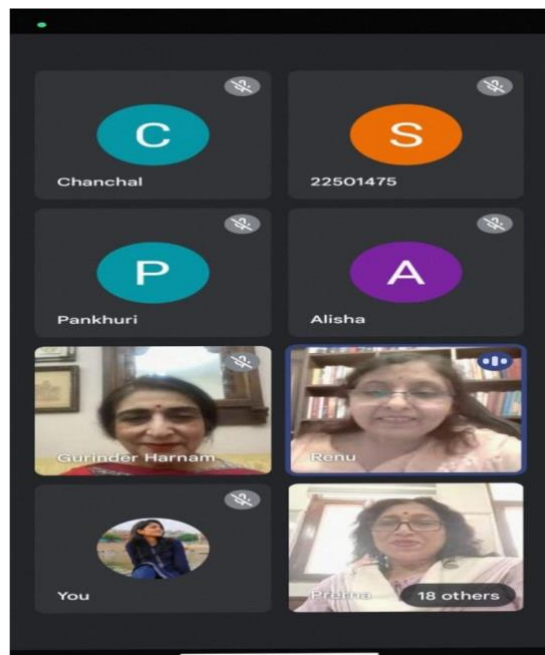 C
Chanchal
S
22501475
P
Pankhuri
A
Alisha
Gurinder Harnam
Renu
You
Prerna
18 others